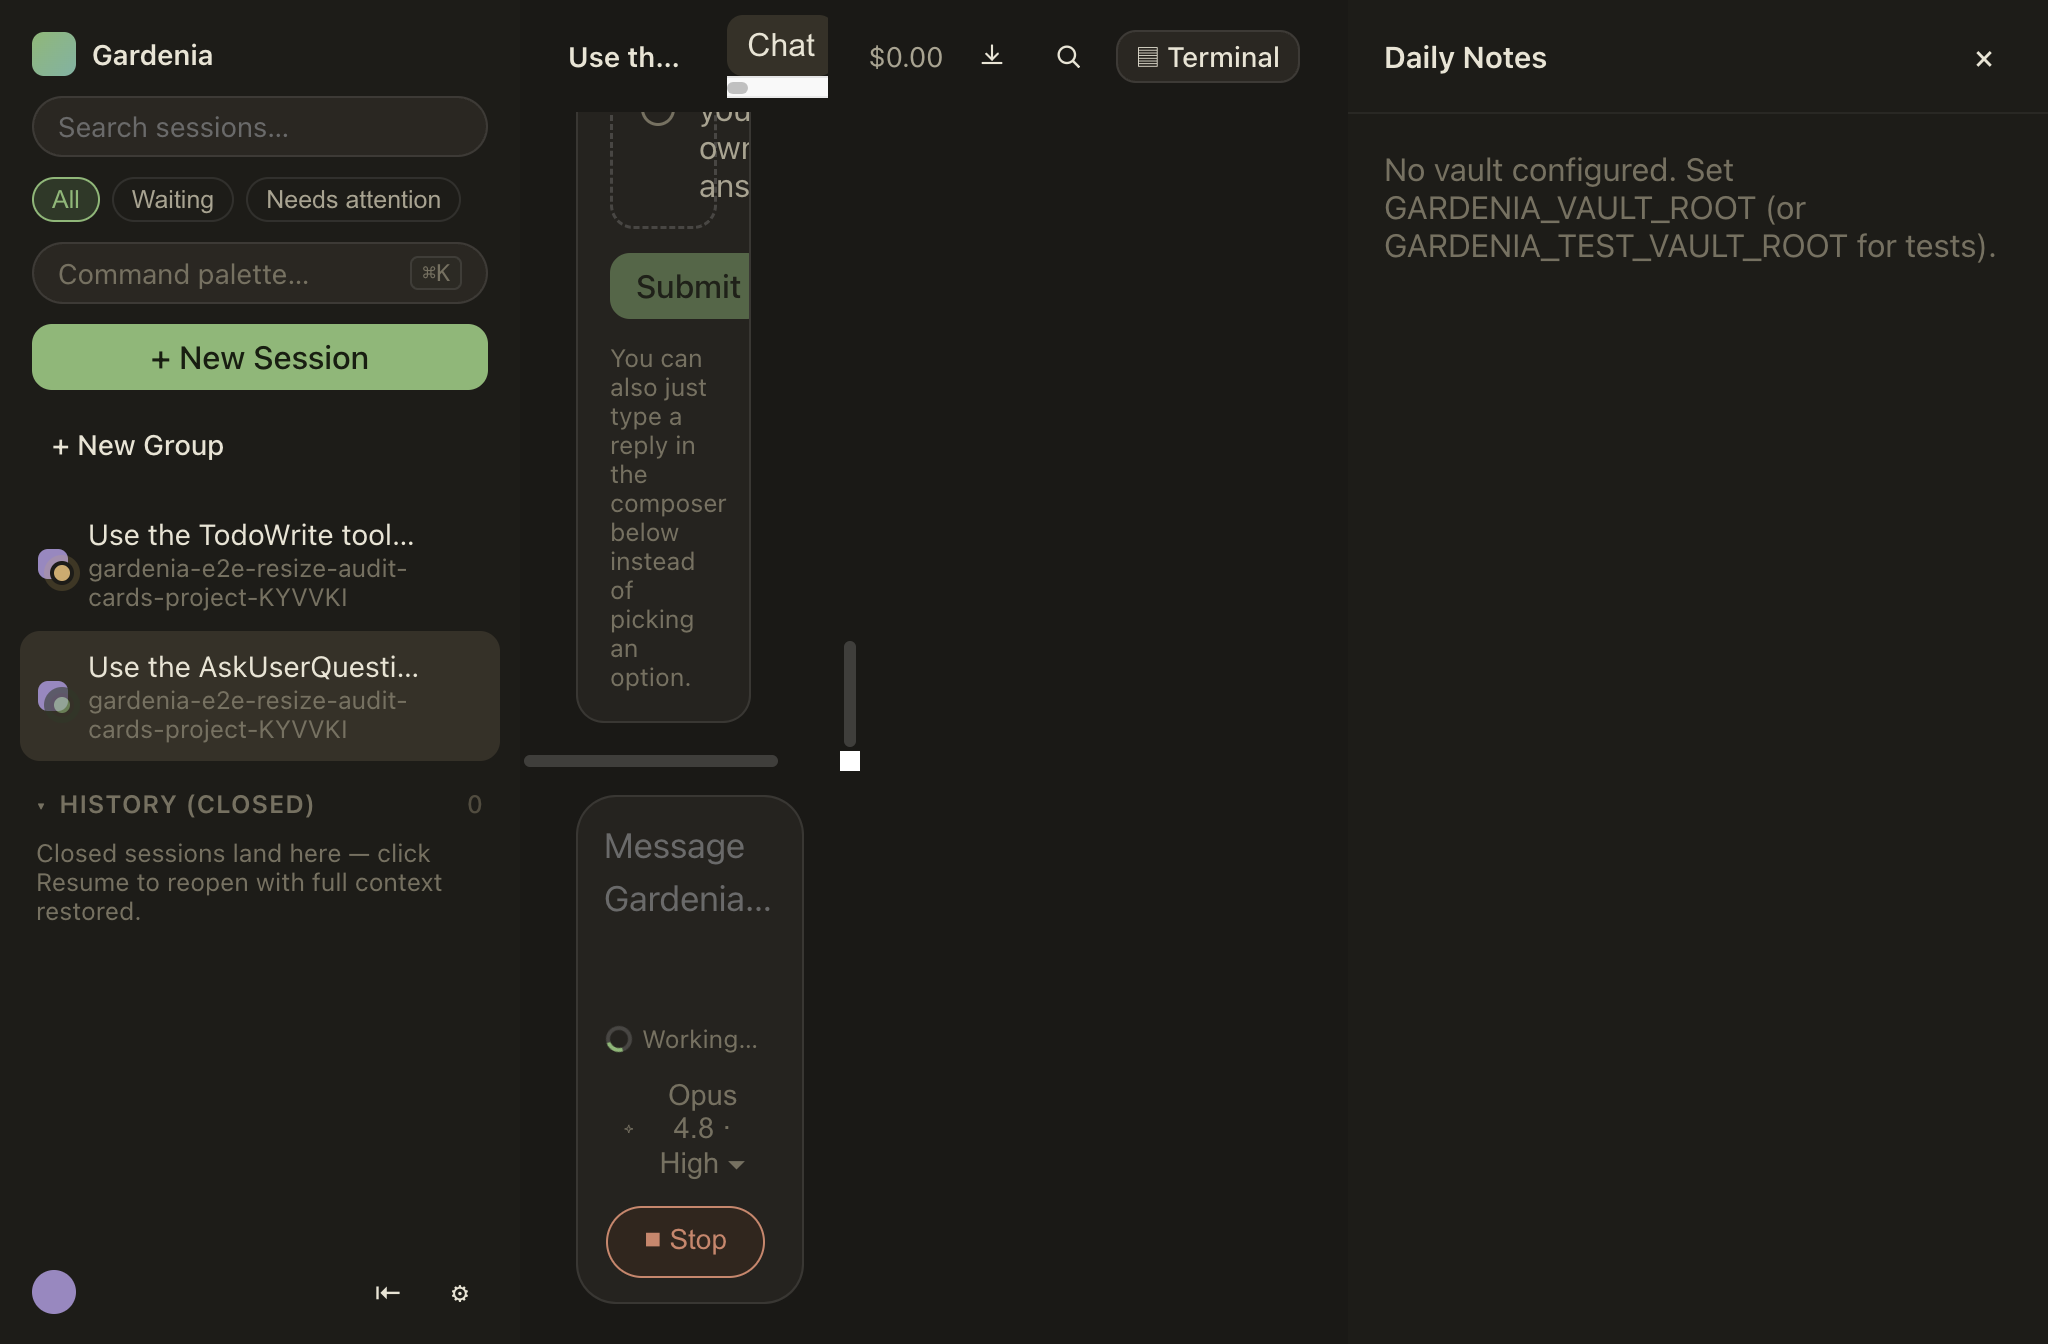 Gardenia
Search sessions...
All
Waiting
Needs attention
Command palette...
⌘K
+ New Session
+ New Group
Use the TodoWrite tool...
gardenia-e2e-resize-audit-
cards-project-KYVVKI
Use the AskUserQuesti...
gardenia-e2e-resize-audit-
cards-project-KYVVKI
HISTORY (CLOSED)
0
Closed sessions land here — click
Resume to reopen with full context
restored.
Use th...
Chat
$0.00
Terminal
you
own
ans
Submit
You can
also just
type a
reply in
the
composer
below
instead
of
picking
an
option.
Message
Gardenia...
Working...
Opus
4.8 ·
High
Stop
Daily Notes
No vault configured. Set
GARDENIA_VAULT_ROOT (or
GARDENIA_TEST_VAULT_ROOT for tests).